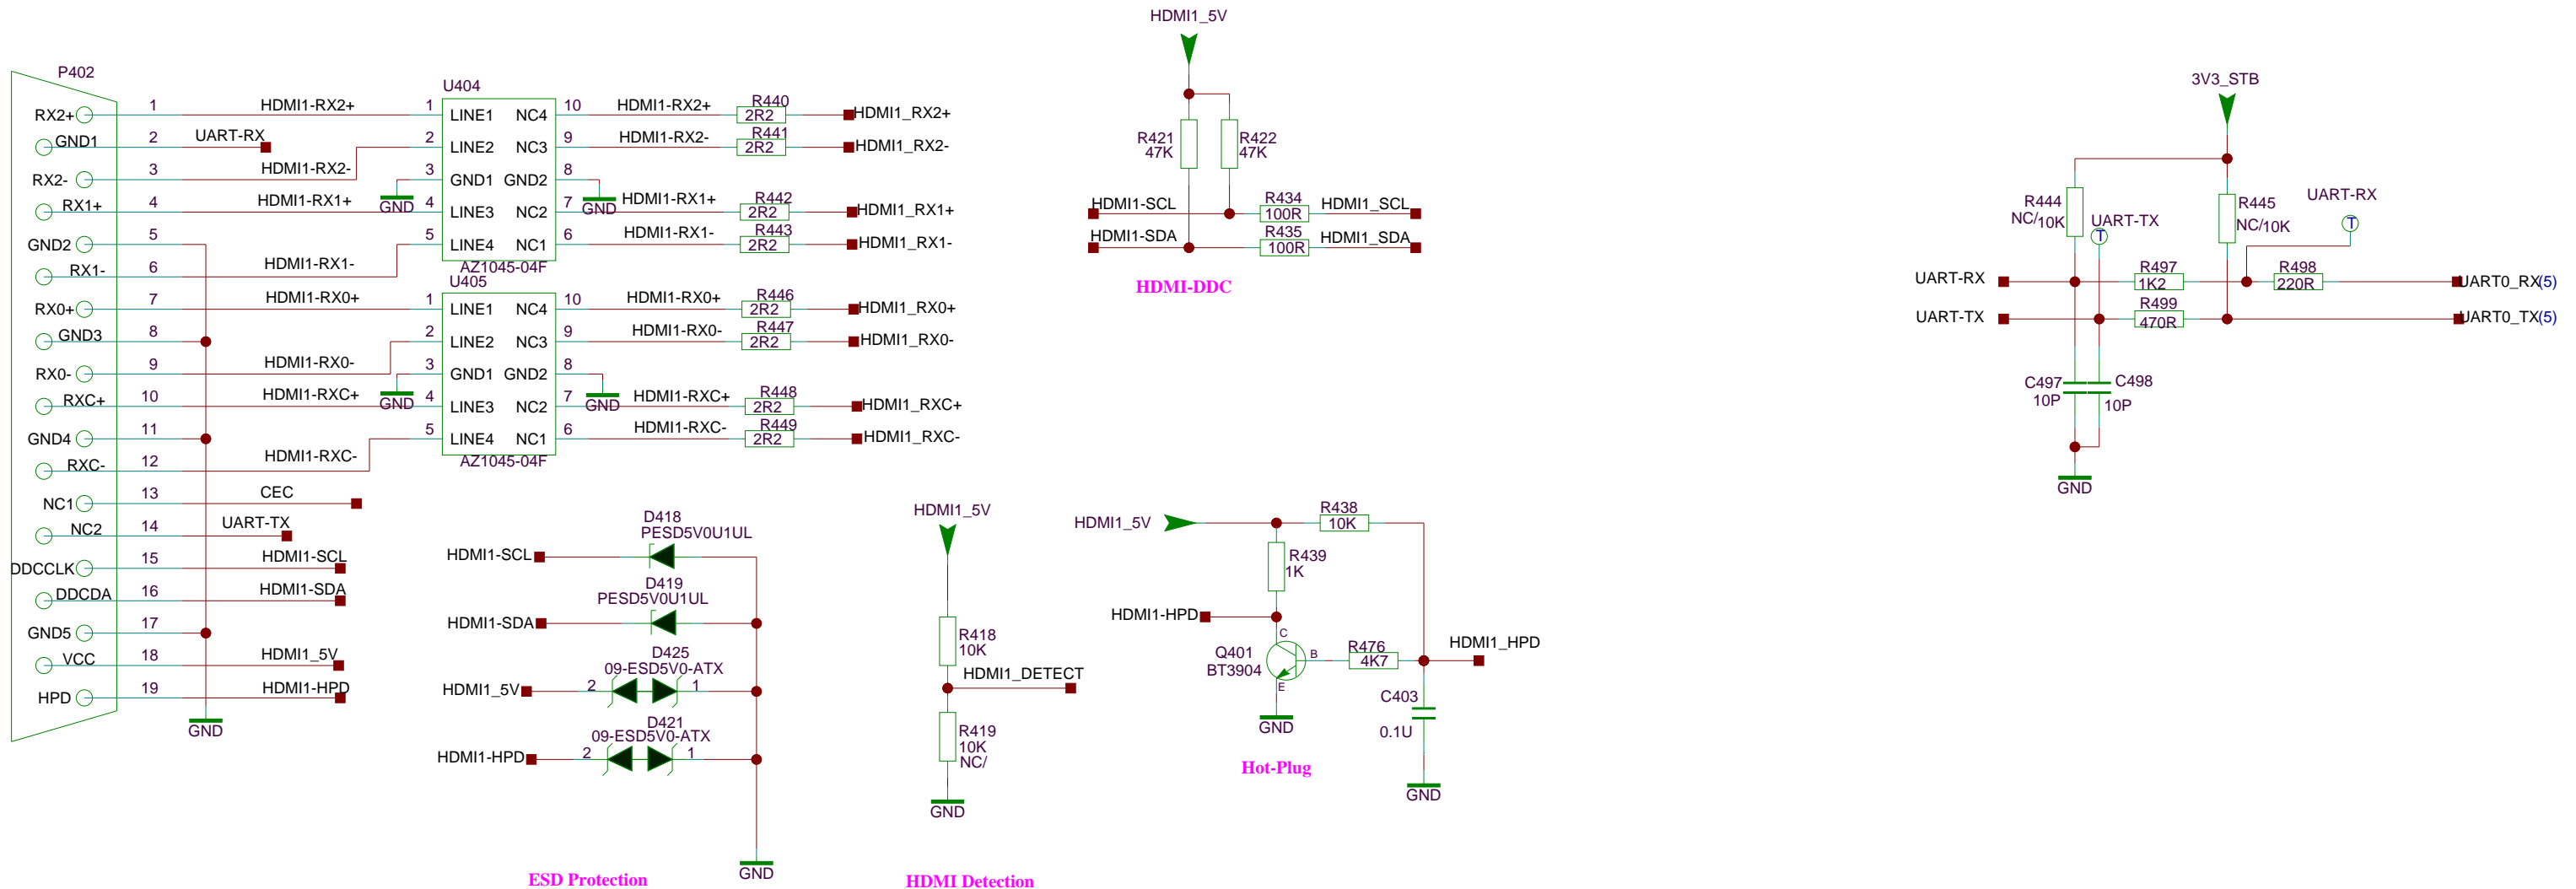 HDMI1_5V
P402
3V3_STB
U404
1 HDMI1-RX2+ 1 LINE1 NC4 10 HDMI1-RX2+ R440 2R2 HDMI1_RX2+
RX2+
GND1 2 UART-RX 2 LINE2 NC3 9 HDMI1-RX2- R441 2R2 HDMI1_RX2-
RX2- 3 HDMI1-RX2- 3 GND1 GND2 8
GND GND
RX1+ 4 HDMI1-RX1+ 4 LINE3 NC2 7 HDMI1-RX1+ R442 2R2 HDMI1_RX1+
GND2 5 5 LINE4 NC1 6 HDMI1-RX1- R443 2R2 HDMI1_RX1-
RX1- 6 HDMI1-RX1-
AZ1045-04F
U405
RX0+ 7 HDMI1-RX0+ 1 LINE1 NC4 10 HDMI1-RX0+ R446 2R2 HDMI1_RX0+
GND3 8 2 LINE2 NC3 9 HDMI1-RX0- R447 2R2 HDMI1_RX0-
RX0- 9 HDMI1-RX0- 3 GND1 GND2 8
GND GND
RXC+ 10 HDMI1-RXC+ 4 LINE3 NC2 7 HDMI1-RXC+ R448 2R2 HDMI1_RXC+
GND4 11 5 LINE4 NC1 6 HDMI1-RXC- R449 2R2 HDMI1_RXC-
RXC- 12 HDMI1-RXC-
AZ1045-04F
NC1 13 CEC
NC2 14 UART-TX
DDCCLK 15 HDMI1-SCL
DDCDA 16 HDMI1-SDA
GND5 17
VCC 18 HDMI1_5V
HPD 19 HDMI1-HPD
GND
R421 R422
47K 47K
HDMI1-SCL R434 100R HDMI1_SCL
HDMI1-SDA R435 100R HDMI1_SDA
HDMI-DDC
R444
NC/10K
UART-TX
T
R445
NC/10K
UART-RX
T
UART-RX R497 1K2 R498 220R UART0_RX(5)
UART-TX R499 470R UART0_TX(5)
C497
10P
C498
10P
GND
D418
PESD5V0U1UL
HDMI1-SCL
D419
PESD5V0U1UL
HDMI1-SDA
D425
09-ESD5V0-ATX
HDMI1_5V 2 1
D421
09-ESD5V0-ATX
HDMI1-HPD 2 1
GND
ESD Protection
HDMI1_5V
R418
10K
HDMI1_DETECT
R419
10K
NC/
GND
HDMI Detection
HDMI1_5V R438 10K
R439
1K
HDMI1-HPD
C
Q401
BT3904
B
E
R476
4K7
HDMI1_HPD
GND
C403
0.1U
GND
Hot-Plug